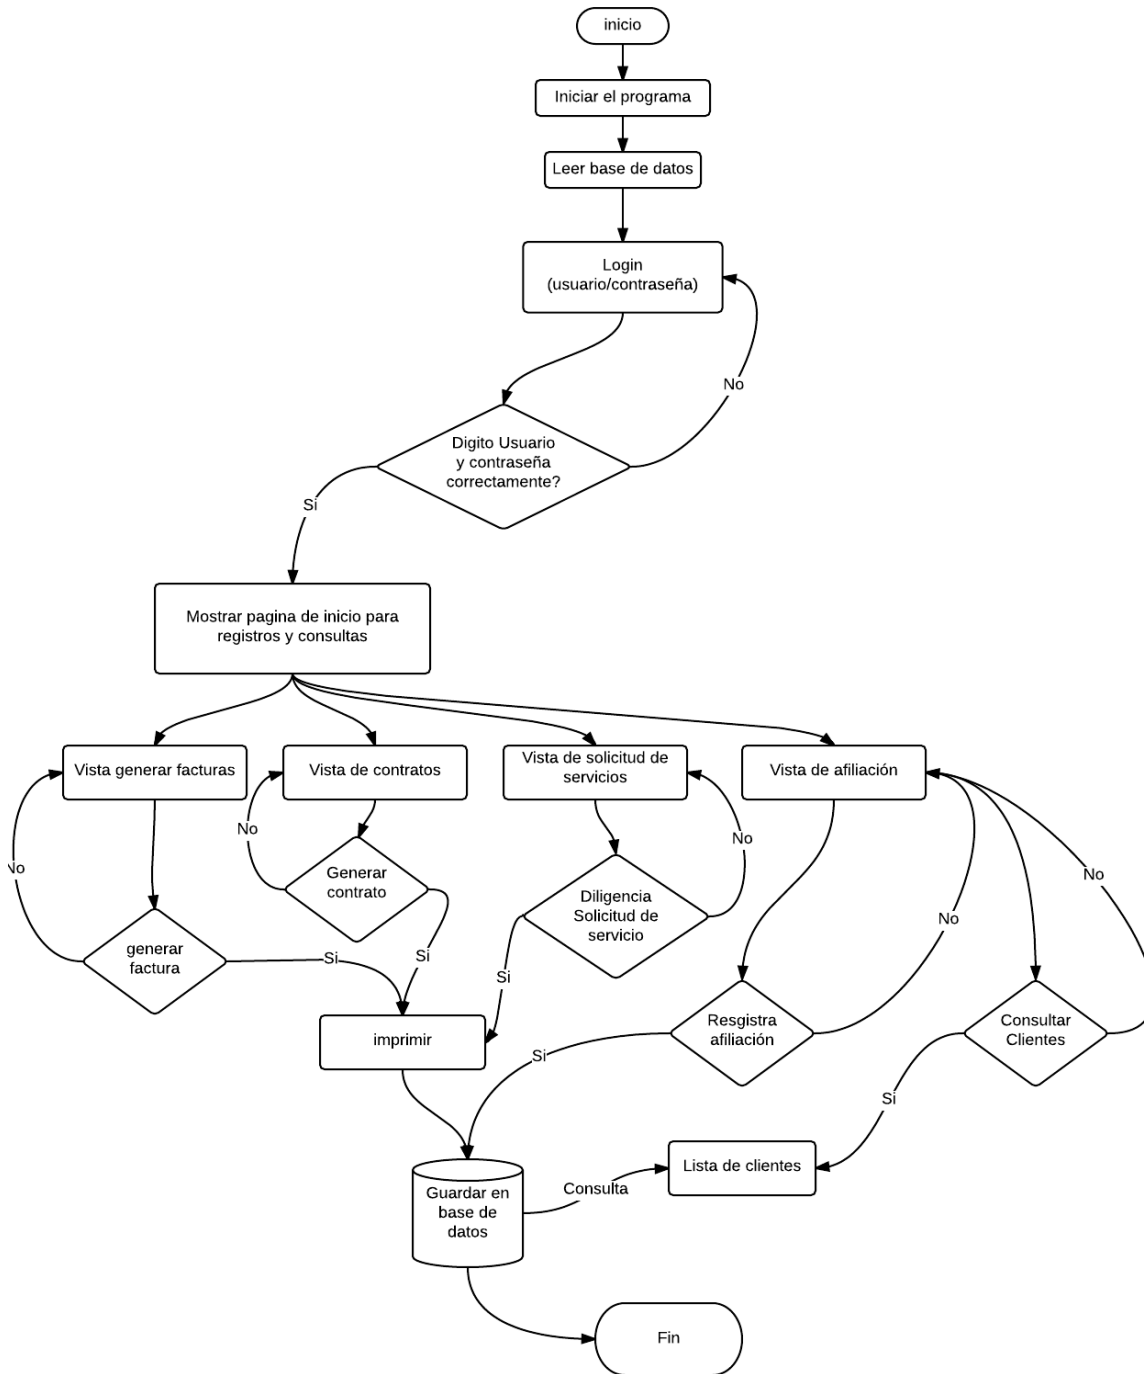 inicio
Iniciar el programa
Leer base de datos
Login
(usuario/contraseña)
No
Digito Usuario
y contraseña
correctamente?
Si
Mostrar pagina de inicio para
registros y consultas
Vista generar facturas
Vista de contratos
Vista de solicitud de
servicios
Vista de afiliación
No
No
No
No
Generar
contrato
Diligencia
Solicitud de
servicio
No
generar
factura
Si
Si
Si
Resgistra
afiliación
Consultar
Clientes
imprimir
Si
Si
Lista de clientes
Guardar en
base de
datos
Consulta
Fin